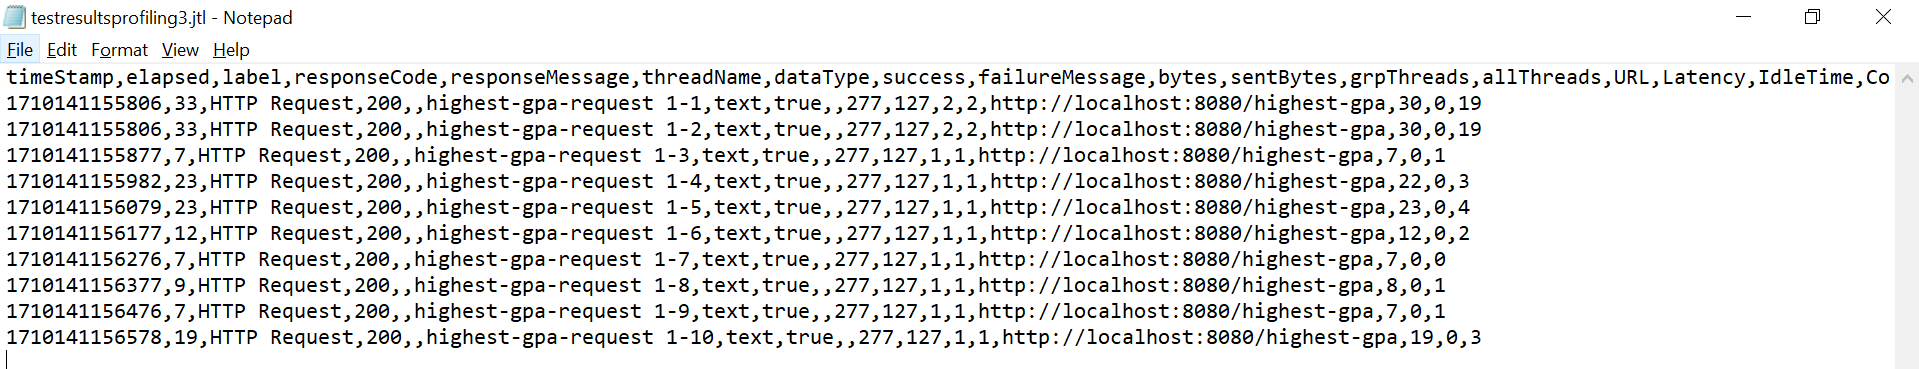 testresultsprofiling3.jtl - Notepad
File Edit Format View Help
timeStamp,elapsed,label,responseCode,responseMessage,threadName,dataType,success,failureMessage,bytes,sentBytes,grpThreads,allThreads,URL,Latency,IdleTime,Co
1710141155806,33,HTTP Request,200,,highest-gpa-request 1-1,text,true,,277,127,2,2,http://localhost:8080/highest-gpa,30,0,19
1710141155806,33,HTTP Request,200,,highest-gpa-request 1-2,text,true,,277,127,2,2,http://localhost:8080/highest-gpa,30,0,19
1710141155877,7,HTTP Request,200,,highest-gpa-request 1-3,text,true,,277,127,1,1,http://localhost:8080/highest-gpa,7,0,1
1710141155982,23,HTTP Request,200,,highest-gpa-request 1-4,text,true,,277,127,1,1,http://localhost:8080/highest-gpa,22,0,3
1710141156079,23,HTTP Request,200,,highest-gpa-request 1-5,text,true,,277,127,1,1,http://localhost:8080/highest-gpa,23,0,4
1710141156177,12,HTTP Request,200,,highest-gpa-request 1-6,text,true,,277,127,1,1,http://localhost:8080/highest-gpa,12,0,2
1710141156276,7,HTTP Request,200,,highest-gpa-request 1-7,text,true,,277,127,1,1,http://localhost:8080/highest-gpa,7,0,0
1710141156377,9,HTTP Request,200,,highest-gpa-request 1-8,text,true,,277,127,1,1,http://localhost:8080/highest-gpa,8,0,1
1710141156476,7,HTTP Request,200,,highest-gpa-request 1-9,text,true,,277,127,1,1,http://localhost:8080/highest-gpa,7,0,1
1710141156578,19,HTTP Request,200,,highest-gpa-request 1-10,text,true,,277,127,1,1,http://localhost:8080/highest-gpa,19,0,3